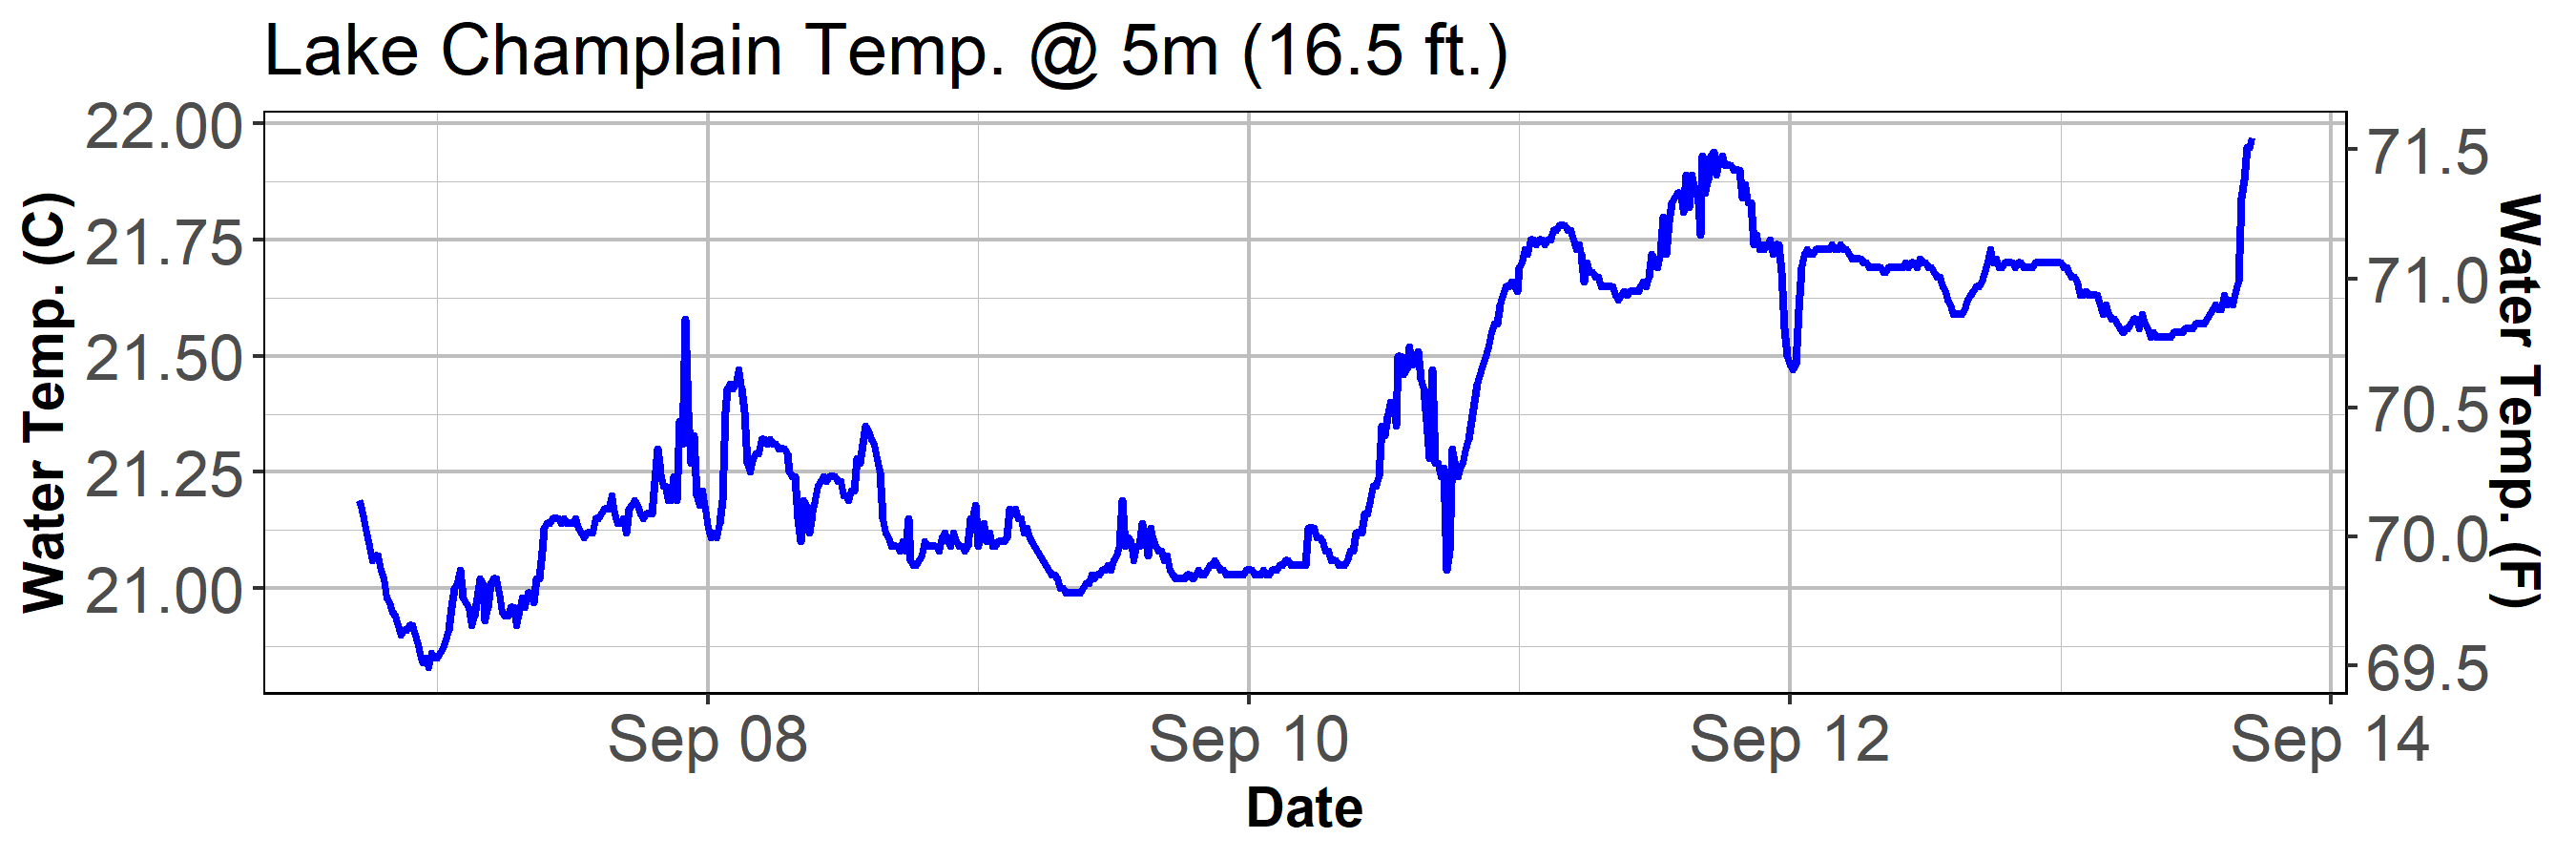 Lake Champlain Temp. @ 5m (16.5 ft.)
Water Temp. (C)
22.00
21.75
21.50
21.25
21.00
71.5
71.0
70.5
70.0
69.5
Water Temp. (F)
Sep 08 Sep 10 Sep 12 Sep 14
Date